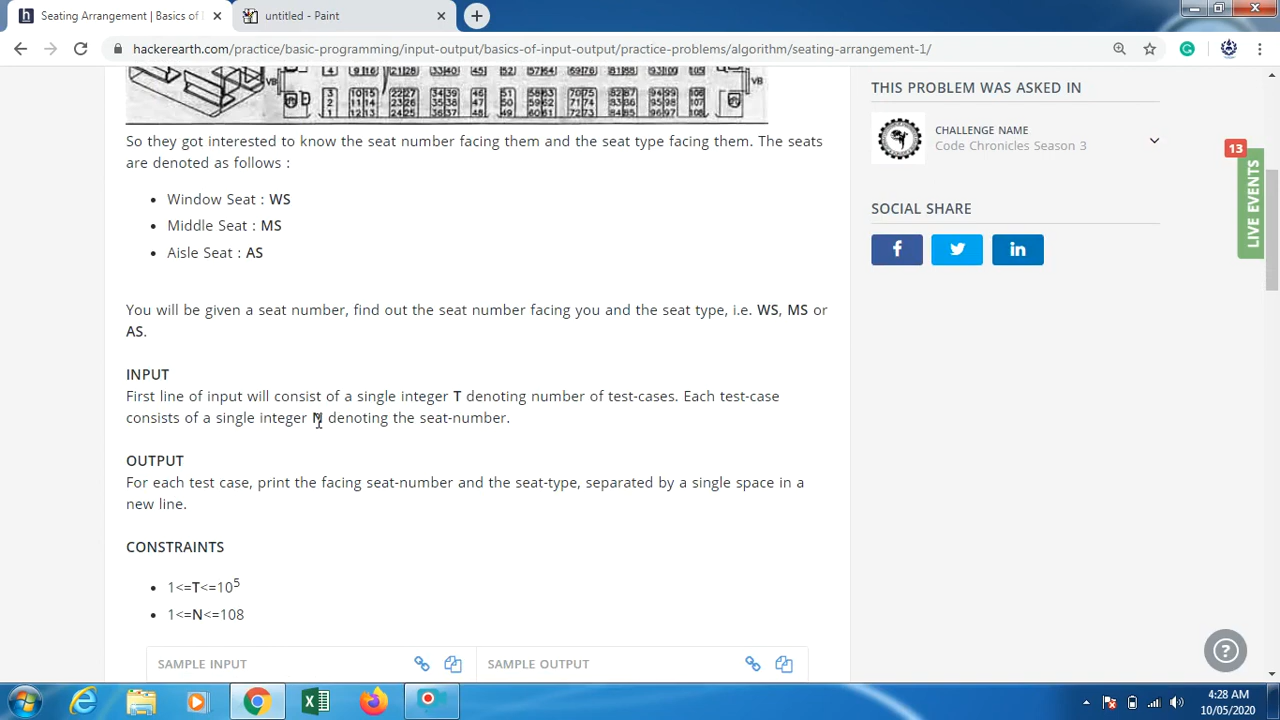 Seating Arrangement | Basics of
untitled - Paint
hackerearth.com/practice/basic-programming/input-output/basics-of-input-output/practice-problems/algorithm/seating-arrangement-1/
VB
VB
So they got interested to know the seat number facing them and the seat type facing them. The seats
are denoted as follows :
Window Seat : WS
Middle Seat : MS
Aisle Seat : AS
You will be given a seat number, find out the seat number facing you and the seat type, i.e. WS, MS or
AS.
INPUT
First line of input will consist of a single integer T denoting number of test-cases. Each test-case
consists of a single integer N denoting the seat-number.
OUTPUT
For each test case, print the facing seat-number and the seat-type, separated by a single space in a
new line.
CONSTRAINTS
1<=T<=10^5
1<=N<=108
SAMPLE INPUT
SAMPLE OUTPUT
THIS PROBLEM WAS ASKED IN
CHALLENGE NAME
Code Chronicles Season 3
SOCIAL SHARE
13
LIVE EVENTS
4:28 AM
10/05/2020